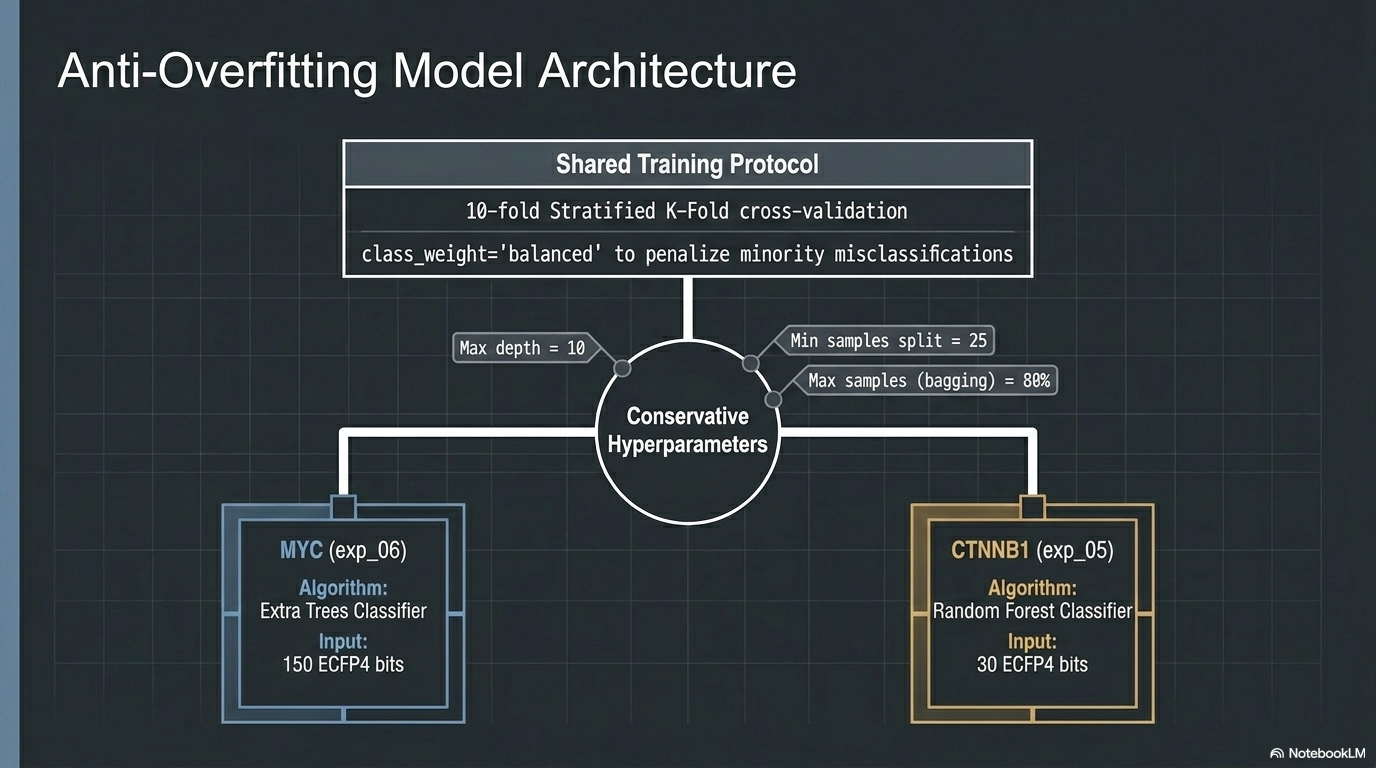 Anti-Overfitting Model Architecture
Shared Training Protocol
10-fold Stratified K-Fold cross-validation
class_weight='balanced' to penalize minority misclassifications
Max depth = 10
Min samples split = 25
Max samples (bagging) = 80%
Conservative
Hyperparameters
MYC (exp_06)
Algorithm:
Extra Trees Classifier
Input:
150 ECFP4 bits
CTNNB1 (exp_05)
Algorithm:
Random Forest Classifier
Input:
30 ECFP4 bits
NotebookLM